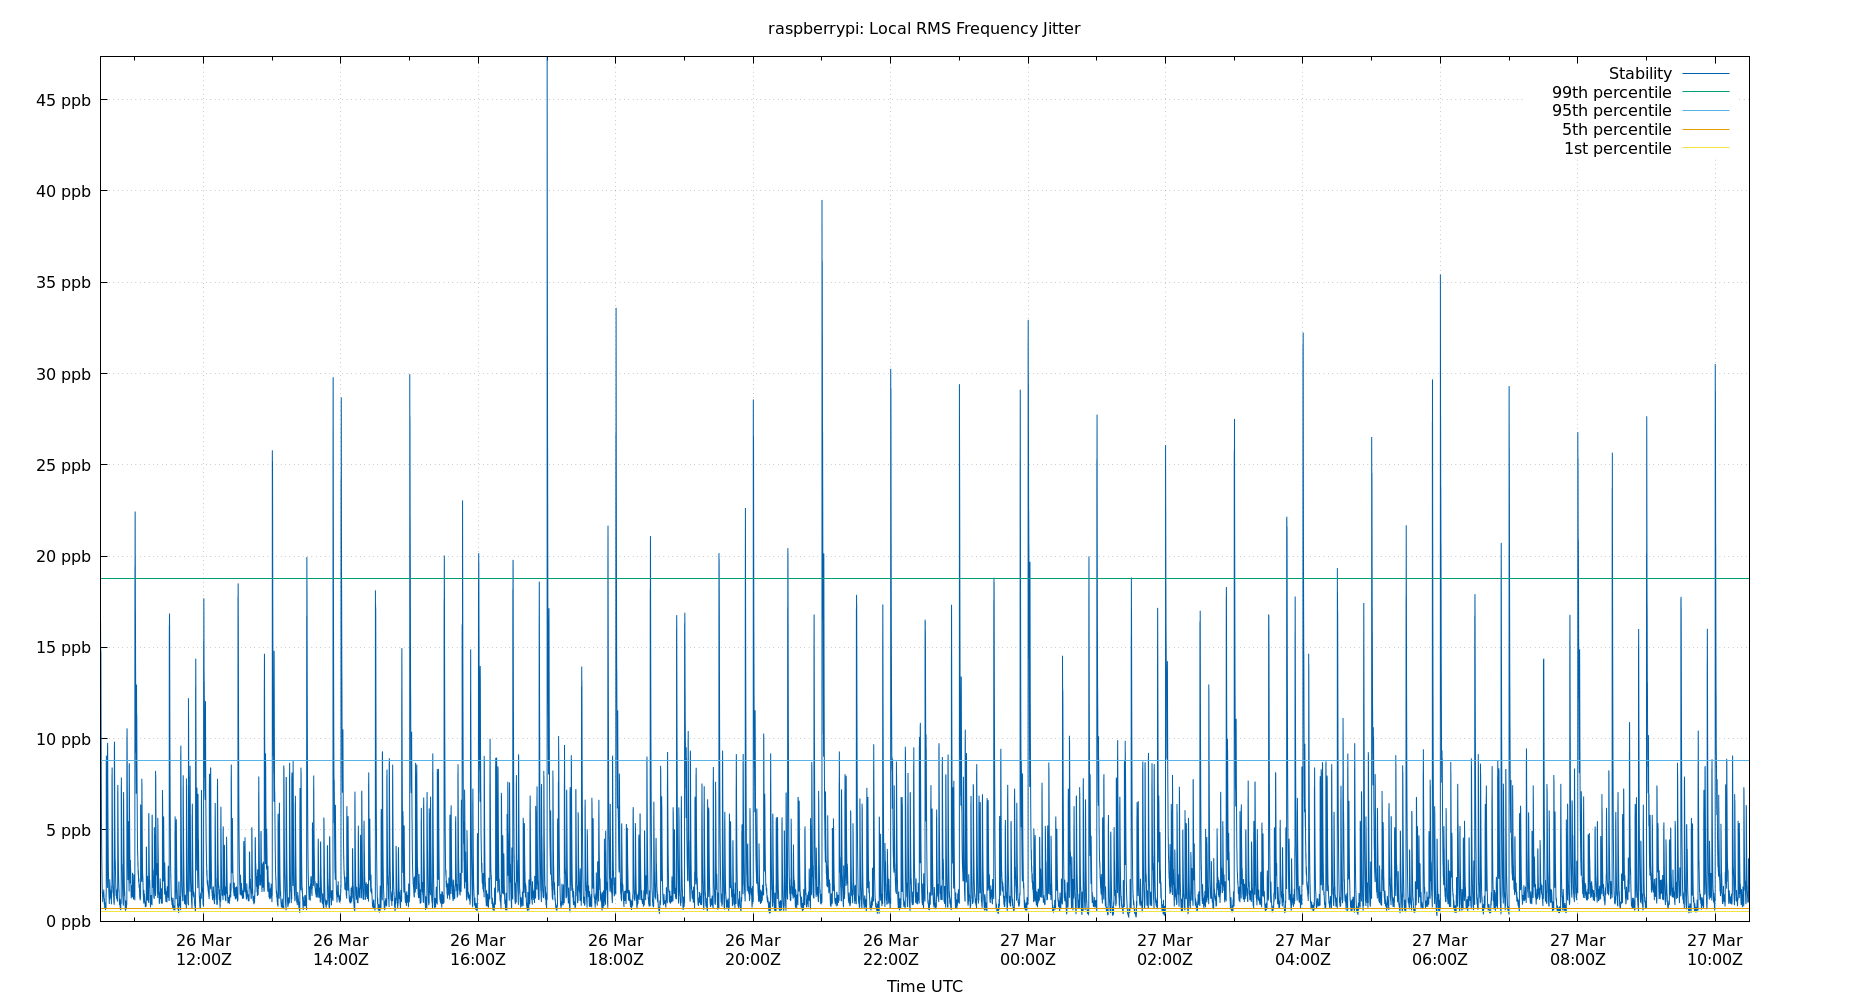 raspberrypi: Local RMS Frequency Jitter
Stability
99th percentile
95th percentile
5th percentile
1st percentile
45 ppb
40 ppb
35 ppb
30 ppb
25 ppb
20 ppb
15 ppb
10 ppb
5 ppb
0 ppb
26 Mar 26 Mar 26 Mar 26 Mar 26 Mar 26 Mar 27 Mar 27 Mar 27 Mar 27 Mar 27 Mar 27 Mar
12:00Z 14:00Z 16:00Z 18:00Z 20:00Z 22:00Z 00:00Z 02:00Z 04:00Z 06:00Z 08:00Z 10:00Z
Time UTC